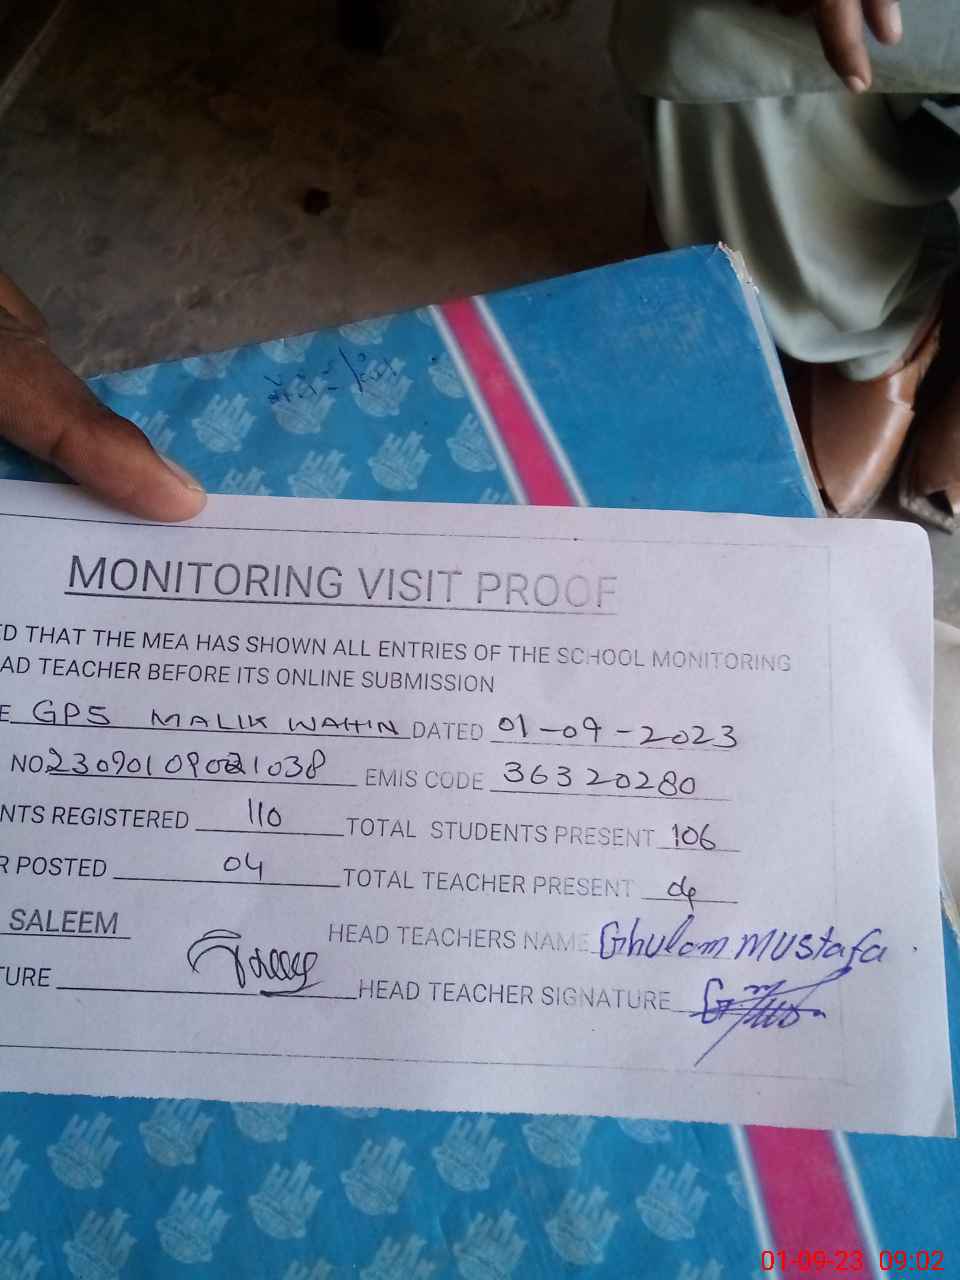 MONITORING VISIT PROOF
ED THAT THE MEA HAS SHOWN ALL ENTRIES OF THE SCHOOL MONITORING
AD TEACHER BEFORE ITS ONLINE SUBMISSION
E GPS MALIK WAHIN DATED 01-09-2023
NO. EMIS CODE 36320280
NTS REGISTERED 110 TOTAL STUDENTS PRESENT 106
R POSTED 04 TOTAL TEACHER PRESENT 04
SALEEM HEAD TEACHERS NAME Ghulam Mustafa
TURE HEAD TEACHER SIGNATURE
01-09-23 09:02